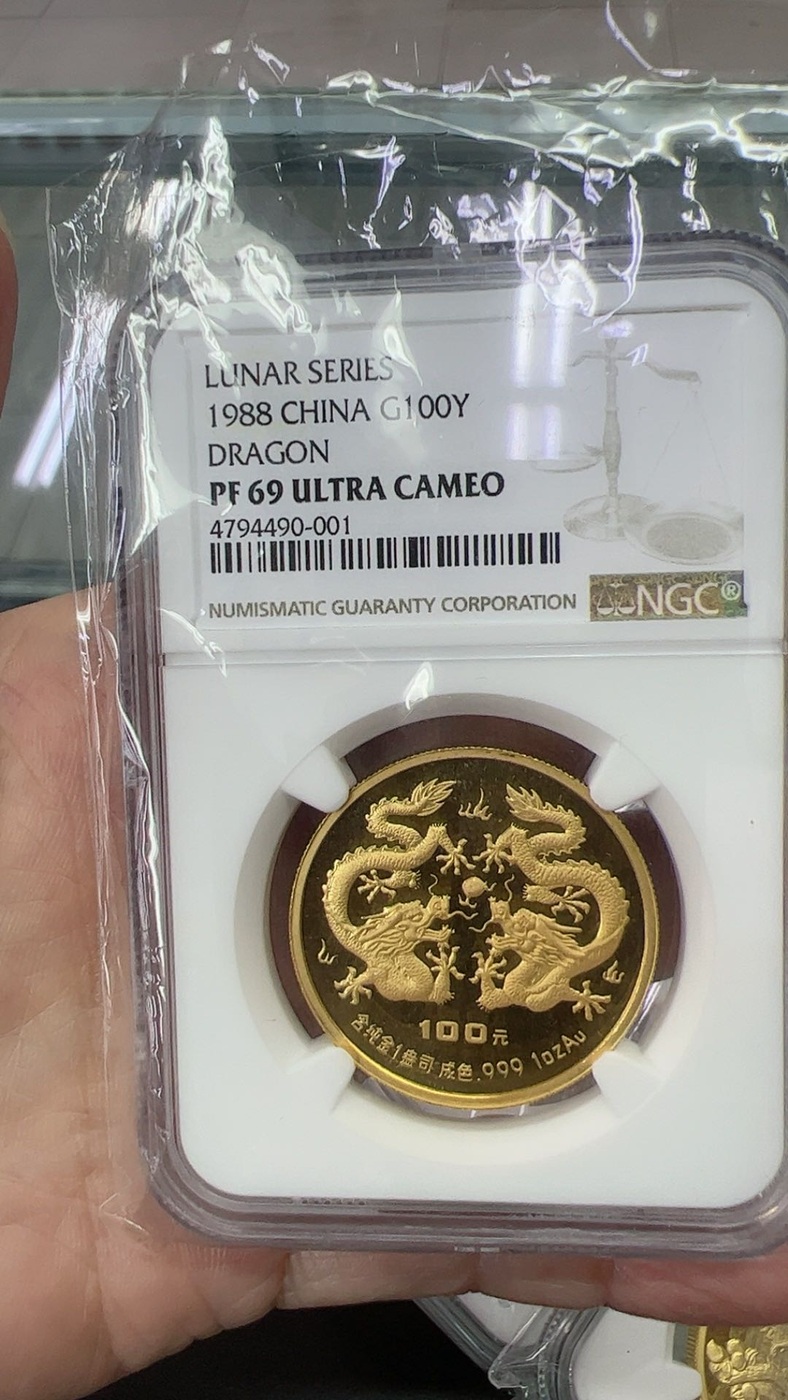 LUNAR SERIES
1988 CHINA G100Y
DRAGON
PF 69 ULTRA CAMEO
4794490-001
NUMISMATIC GUARANTY CORPORATION
NGC®
100元
含纯金1盎司 成色.999 1ozAu